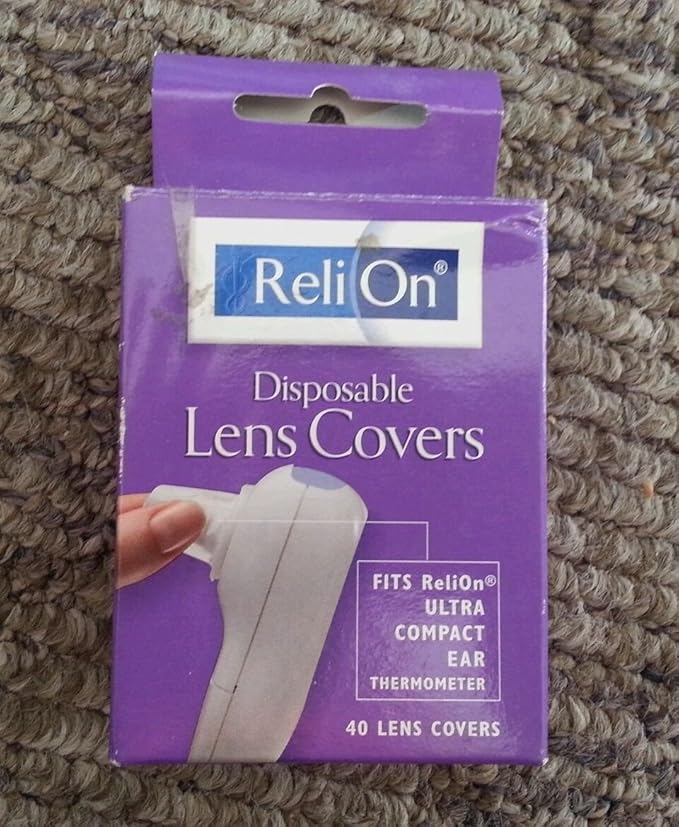 ReliOn®
Disposable
Lens Covers
FITS ReliOn®
ULTRA
COMPACT
EAR
THERMOMETER
40 LENS COVERS